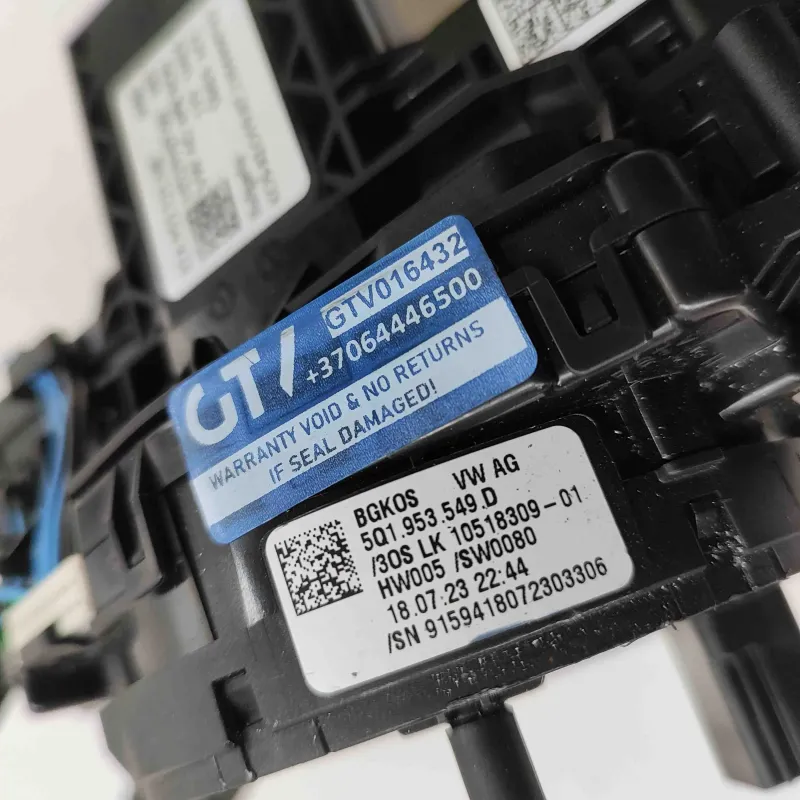 GTV016432
GT/
+37064446500
WARRANTY VOID & NO RETURNS
IF SEAL DAMAGED!
BGKOS VW AG
5Q1.953.549.D
/30S LK 10518309-01
HW005 /SW0080
18.07.23 22:44
/SN 9159418072303306